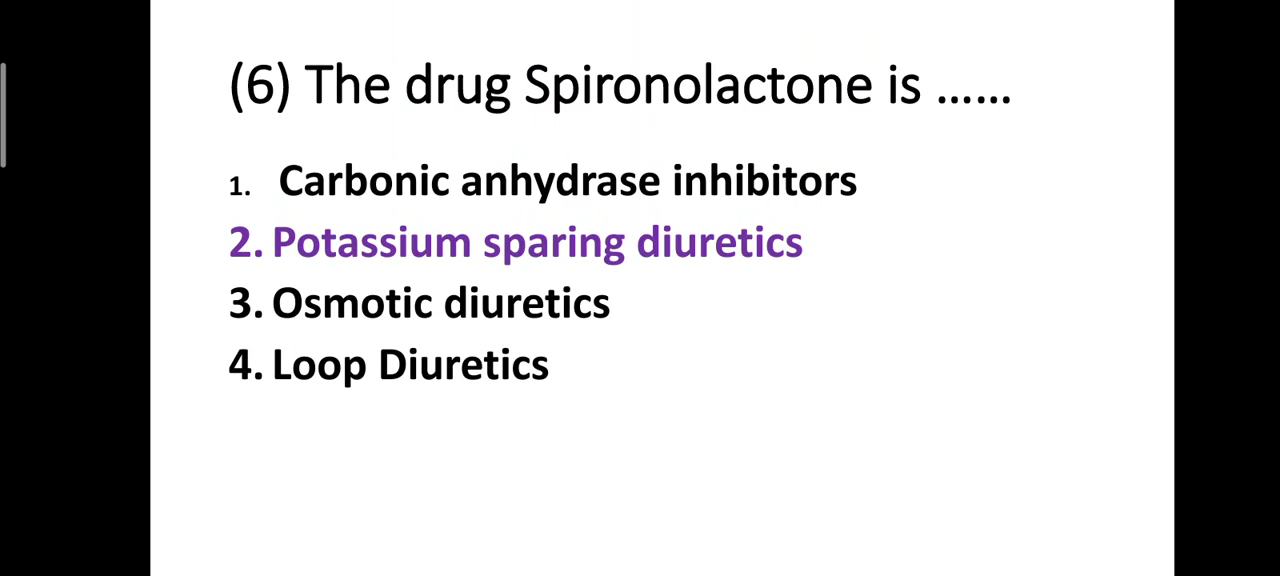 (6) The drug Spironolactone is ......
1. Carbonic anhydrase inhibitors
2. Potassium sparing diuretics
3. Osmotic diuretics
4. Loop Diuretics